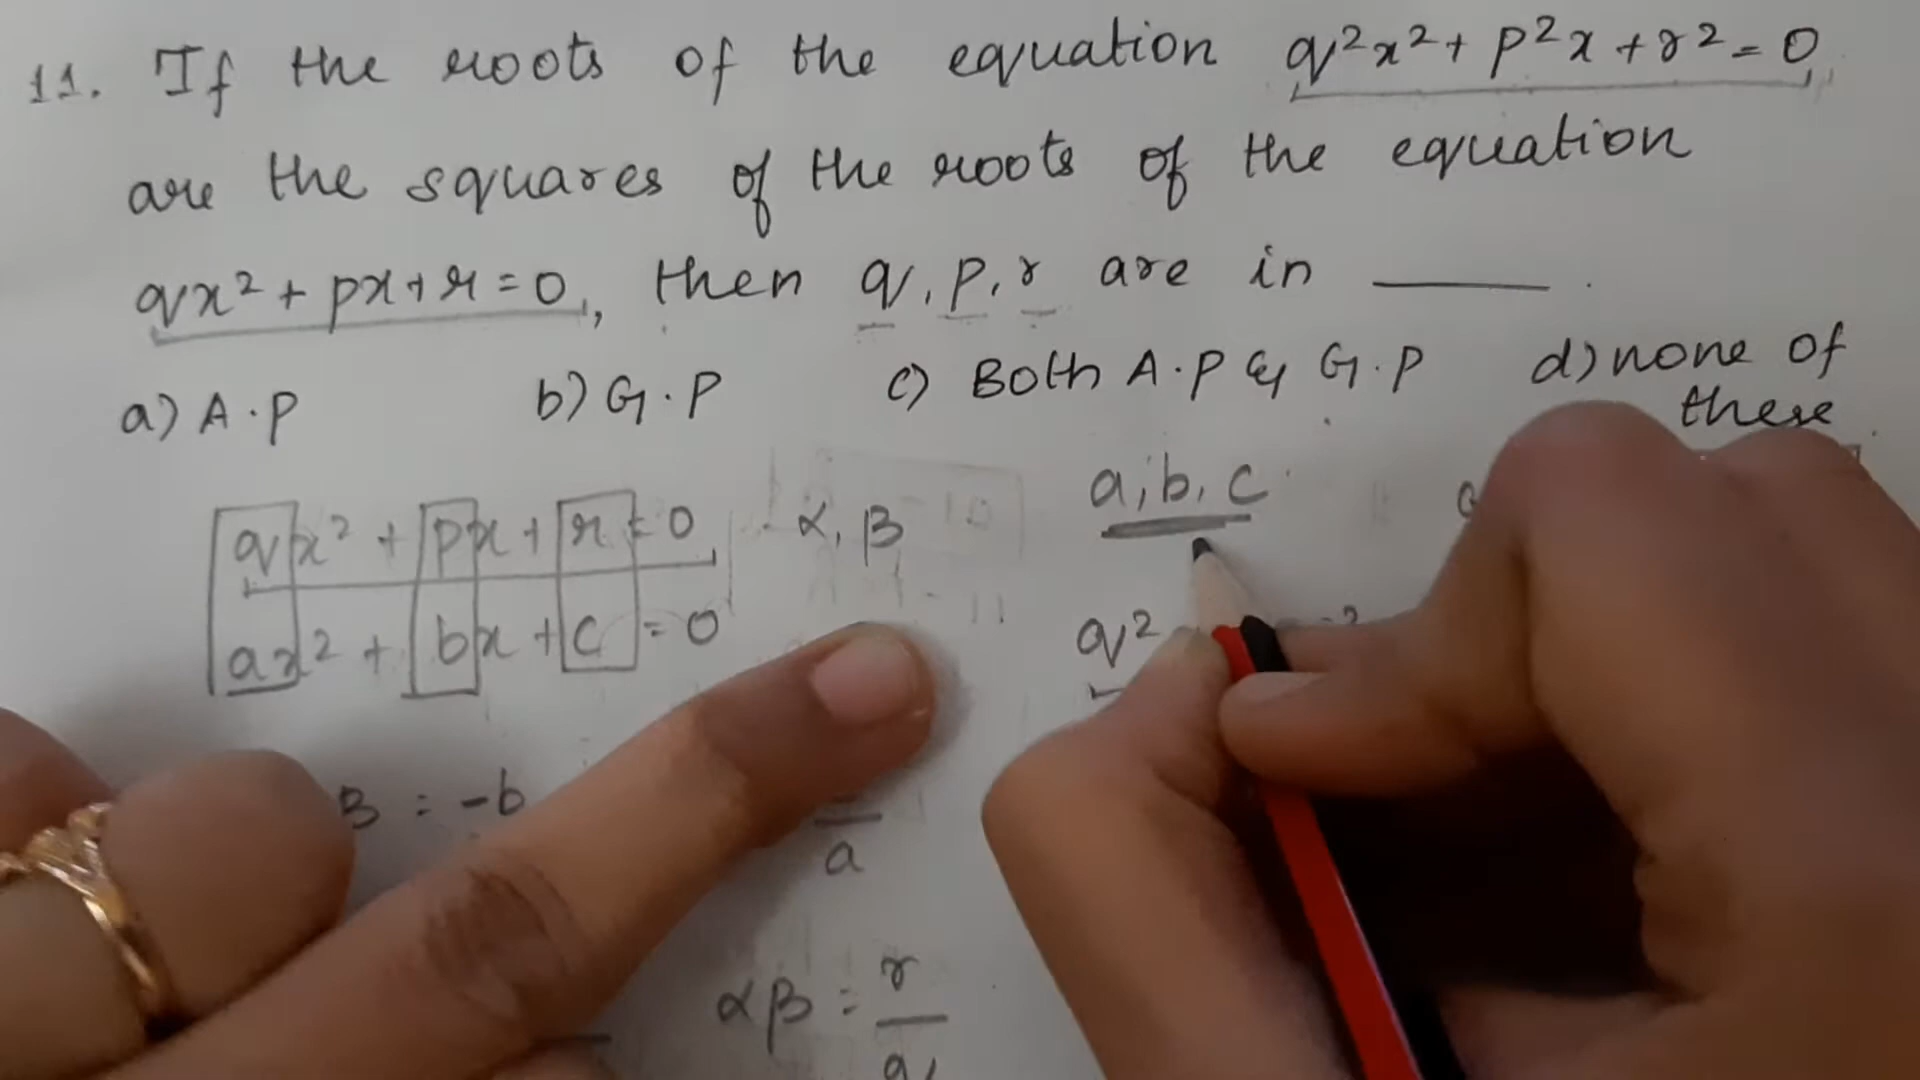 11. If the roots of the equation q²x² + p²x + r² = 0
are the squares of the roots of the equation
qx² + px + r = 0, then q, p, r are in ______.
a) A.P b) G.P c) Both A.P & G.P d) none of
these
qx² + px + r = 0 α, β a, b, c
ax² + bx + c = 0 q²
β = -b
a
αβ = r
q